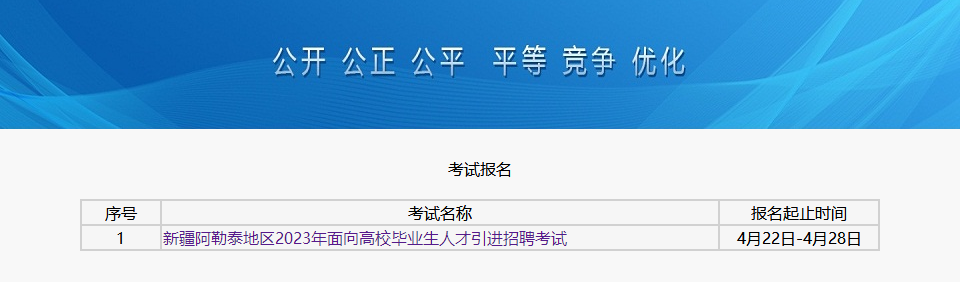 公开 公正 公平 平等 竞争 优化
考试报名
序号 考试名称 报名起止时间
1 新疆阿勒泰地区2023年面向高校毕业生人才引进招聘考试 4月22日-4月28日